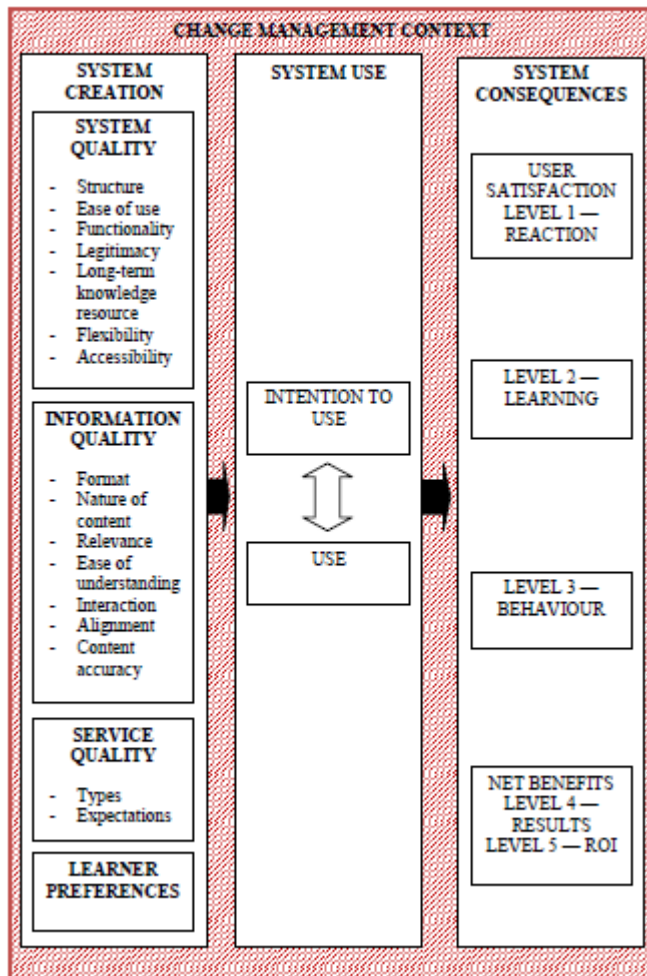 CHANGE MANAGEMENT CONTEXT
SYSTEM
CREATION
SYSTEM
QUALITY
- Structure
- Ease of use
- Functionality
- Legitimacy
- Long-term
knowledge
resource
- Flexibility
- Accessibility
INFORMATION
QUALITY
- Format
- Nature of
content
- Relevance
- Ease of
understanding
- Interaction
- Alignment
- Content
accuracy
SERVICE
QUALITY
- Types
- Expectations
LEARNER
PREFERENCES
SYSTEM USE
INTENTION TO
USE
USE
SYSTEM
CONSEQUENCES
USER
SATISFACTION
LEVEL 1 —
REACTION
LEVEL 2 —
LEARNING
LEVEL 3 —
BEHAVIOUR
NET BENEFITS
LEVEL 4 —
RESULTS
LEVEL 5 — ROI